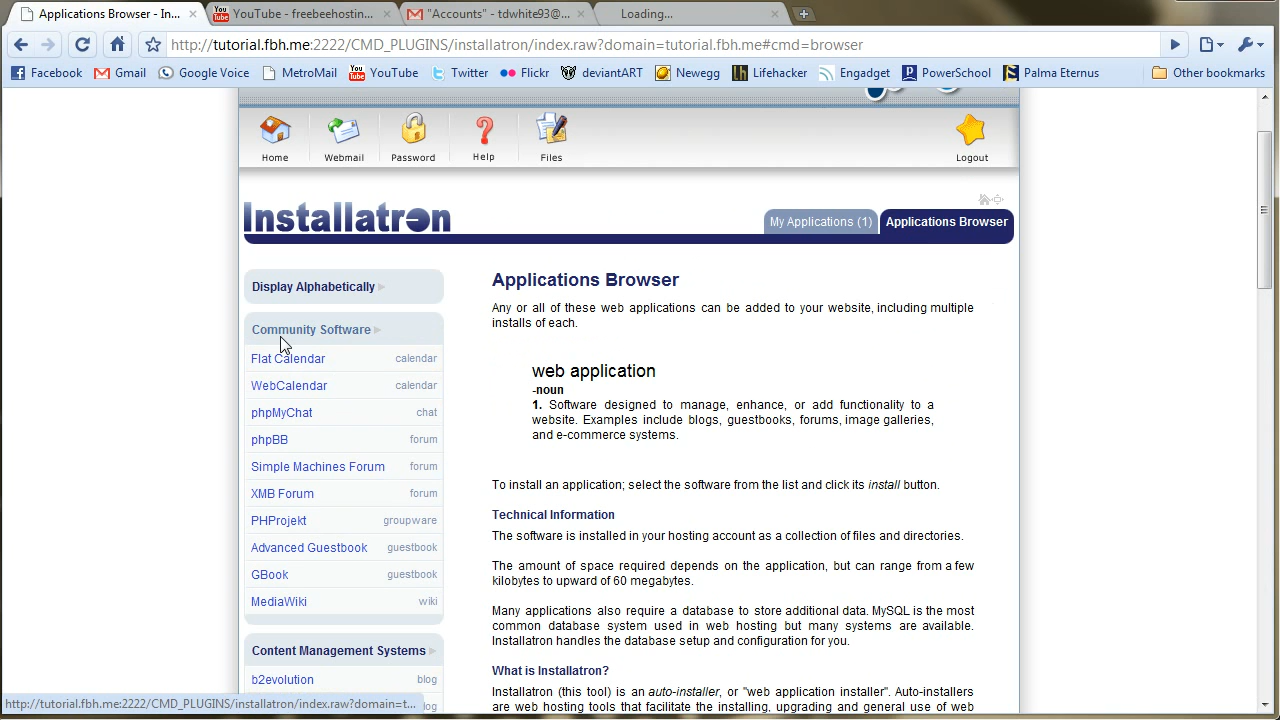 Applications Browser - In...
YouTube - freebeehostin...
"Accounts" - tdwhite93@...
Loading...
http://tutorial.fbh.me:2222/CMD_PLUGINS/installatron/index.raw?domain=tutorial.fbh.me#cmd=browser
Facebook Gmail Google Voice MetroMail YouTube Twitter Flickr deviantART Newegg Lifehacker Engadget PowerSchool Palma Eternus Other bookmarks
Home Webmail Password Help Files Logout
Installatron
My Applications (1) Applications Browser
Display Alphabetically
Community Software
Flat Calendar calendar
WebCalendar calendar
phpMyChat chat
phpBB forum
Simple Machines Forum forum
XMB Forum forum
PHProjekt groupware
Advanced Guestbook guestbook
GBook guestbook
MediaWiki wiki
Content Management Systems
b2evolution blog
Applications Browser
Any or all of these web applications can be added to your website, including multiple
installs of each.
web application
-noun
1. Software designed to manage, enhance, or add functionality to a
website. Examples include blogs, guestbooks, forums, image galleries,
and e-commerce systems.
To install an application; select the software from the list and click its install button.
Technical Information
The software is installed in your hosting account as a collection of files and directories.
The amount of space required depends on the application, but can range from a few
kilobytes to upward of 60 megabytes.
Many applications also require a database to store additional data. MySQL is the most
common database system used in web hosting but many systems are available.
Installatron handles the database setup and configuration for you.
What is Installatron?
Installatron (this tool) is an auto-installer, or "web application installer". Auto-installers
are web hosting tools that facilitate the installing, upgrading and general use of web
http://tutorial.fbh.me:2222/CMD_PLUGINS/installatron/index.raw?domain=t...